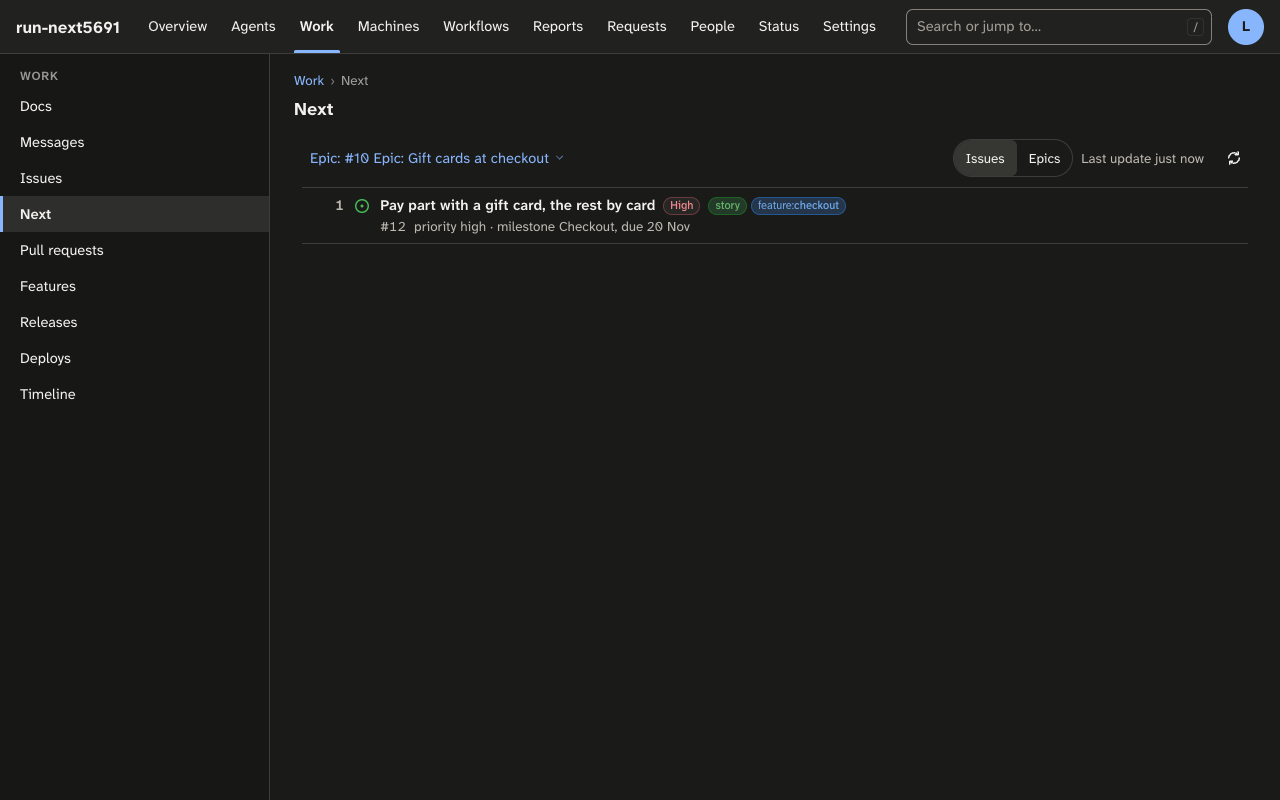 run-next5691 Overview Agents Work Machines Workflows Reports Requests People Status Settings Search or jump to... / L
WORK
Docs
Messages
Issues
Next
Pull requests
Features
Releases
Deploys
Timeline
Work › Next
Next
Epic: #10 Epic: Gift cards at checkout Issues Epics Last update just now
1 Pay part with a gift card, the rest by card High story feature:checkout
#12 priority high · milestone Checkout, due 20 Nov